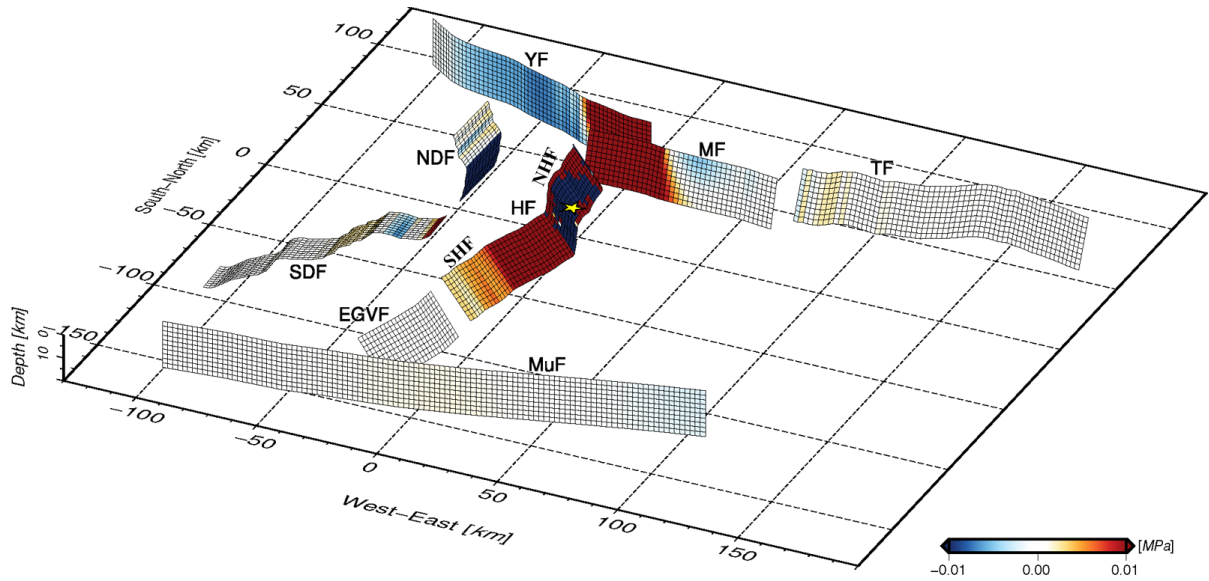 YF
NDF
NHF
HF
MF
TF
SHF
SDF
EGVF
MuF
South−North [km]
100
50
0
−50
−100
−150
Depth [km]
0
10
−100
−50
0
50
100
150
West−East [km]
[MPa]
−0.01 0.00 0.01